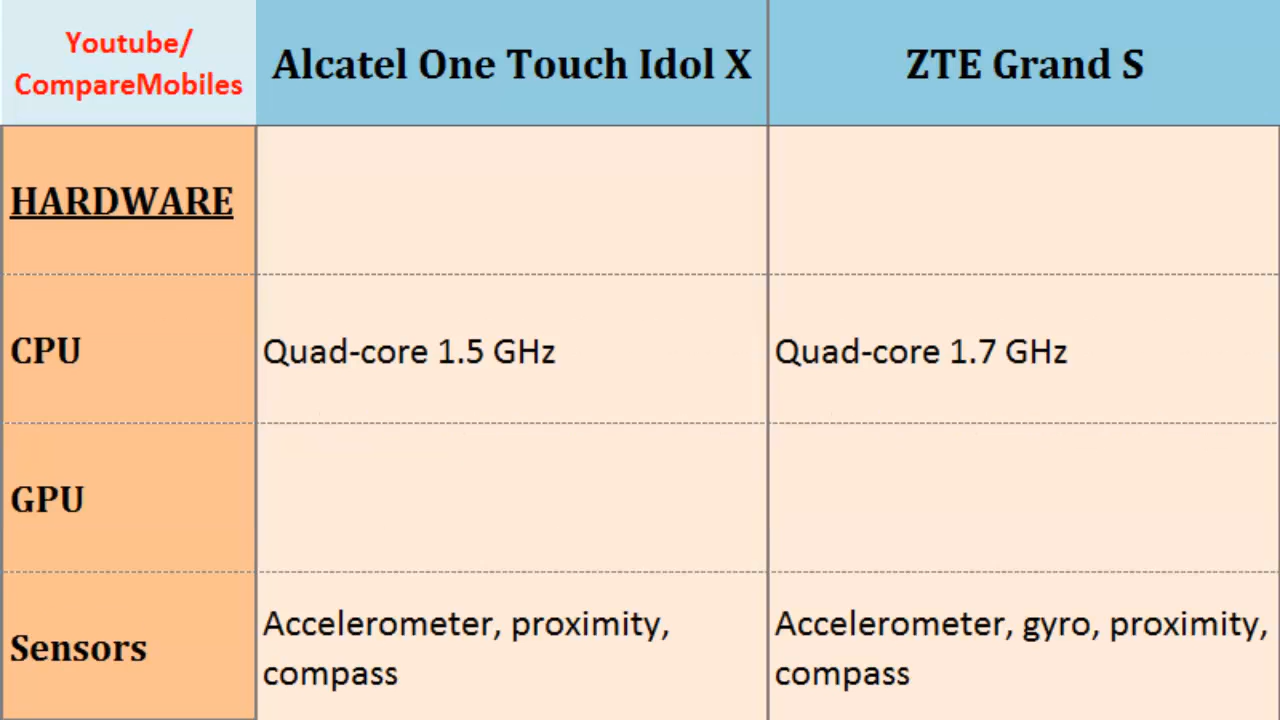 Youtube/
CompareMobiles
Alcatel One Touch Idol X
ZTE Grand S
HARDWARE
CPU
Quad-core 1.5 GHz
Quad-core 1.7 GHz
GPU
Sensors
Accelerometer, proximity,
compass
Accelerometer, gyro, proximity,
compass